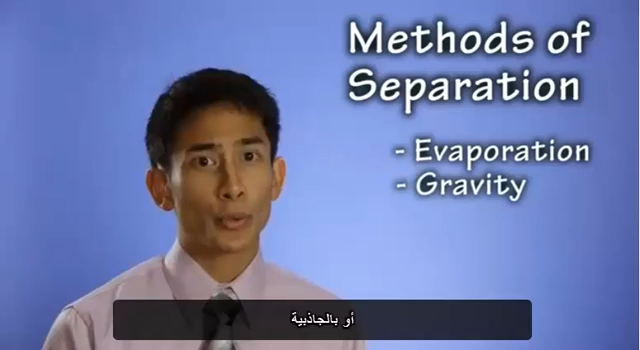 Methods of
Separation
- Evaporation
- Gravity
أو بالجاذبية